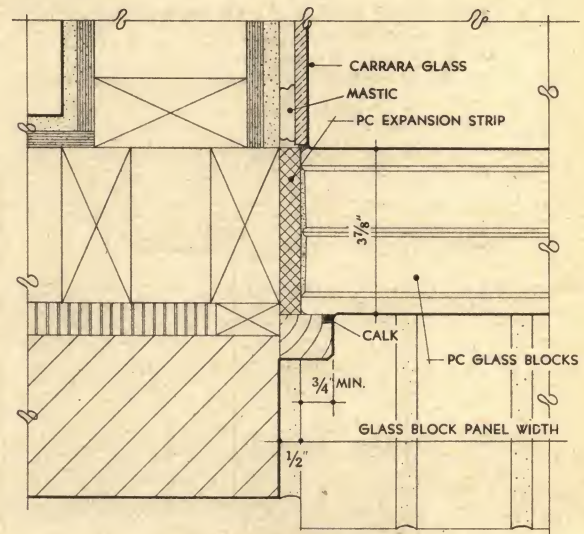 CARRARA GLASS
MASTIC
PC EXPANSION STRIP
3⅞"
CALK
PC GLASS BLOCKS
¾" MIN.
GLASS BLOCK PANEL WIDTH
½"